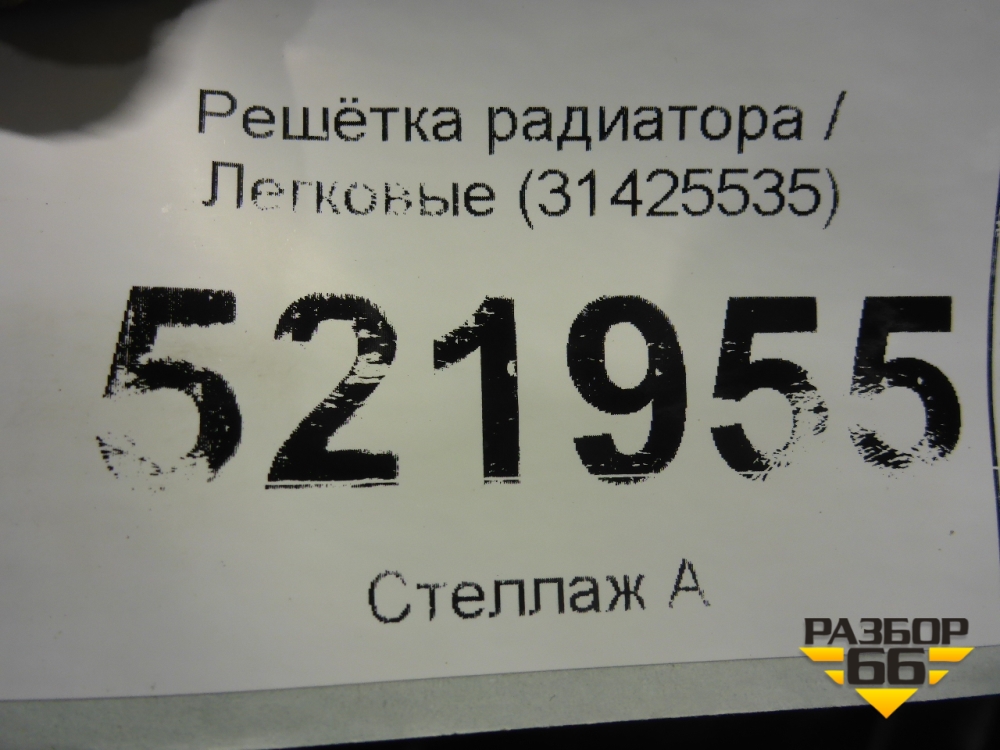 Решётка радиатора /
Легковые (31425535)
521955
Стеллаж А
РАЗБОР
66